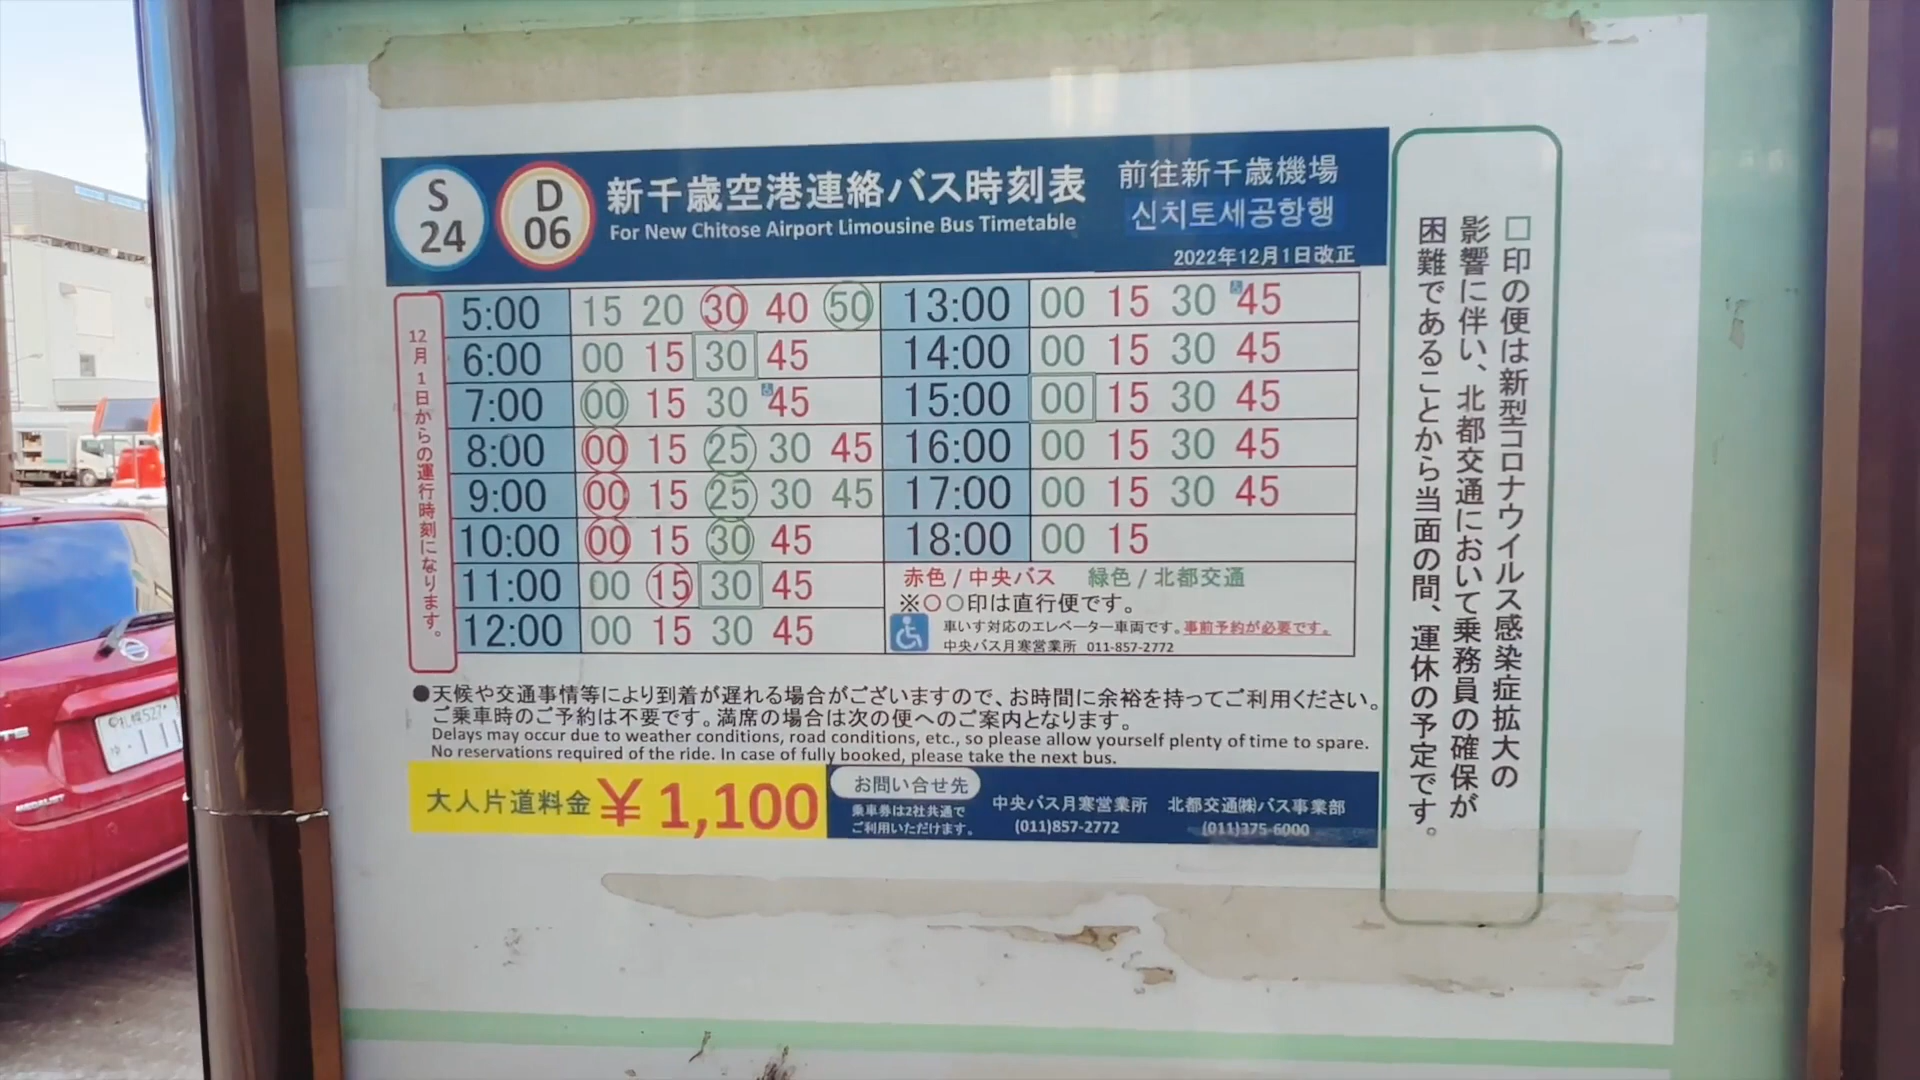 S
24
D
06
新千歳空港連絡バス時刻表
For New Chitose Airport Limousine Bus Timetable
前往新千歳機場
신치토세공항행
2022年12月1日改正
12月1日からの運行時刻になります。
5:00 15 20 30 40 50
6:00 00 15 30 45
7:00 00 15 30 45
8:00 00 15 25 30 45
9:00 00 15 25 30 45
10:00 00 15 30 45
11:00 00 15 30 45
12:00 00 15 30 45
13:00 00 15 30 45
14:00 00 15 30 45
15:00 00 15 30 45
16:00 00 15 30 45
17:00 00 15 30 45
18:00 00 15
赤色/中央バス 緑色/北都交通
※○○印は直行便です。
車いす対応のエレベーター車両です。事前予約が必要です。
中央バス月寒営業所 011-857-2772
●天候や交通事情等により到着が遅れる場合がございますので、お時間に余裕を持ってご利用ください。
ご乗車時のご予約は不要です。満席の場合は次の便へのご案内となります。
Delays may occur due to weather conditions, road conditions, etc., so please allow yourself plenty of time to spare.
No reservations required of the ride. In case of fully booked, please take the next bus.
大人片道料金 ¥1,100
お問い合せ先
乗車券は2社共通で
ご利用いただけます。
中央バス月寒営業所
(011)857-2772
北都交通㈱バス事業部
(011)375-6000
□印の便は新型コロナウイルス感染症拡大の
影響に伴い、北都交通において乗務員の確保が
困難であることから当面の間、運休の予定です。
札幌 527
ゆ ・111
MEDALIST